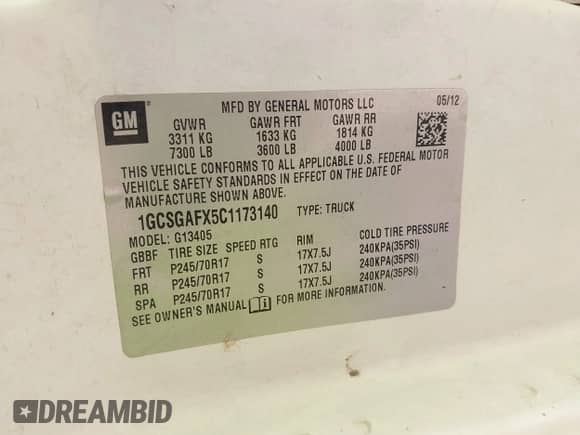 GM
MFD BY GENERAL MOTORS LLC 05/12
GVWR GAWR FRT GAWR RR
3311 KG 1633 KG 1814 KG
7300 LB 3600 LB 4000 LB
THIS VEHICLE CONFORMS TO ALL APPLICABLE U.S. FEDERAL MOTOR
VEHICLE SAFETY STANDARDS IN EFFECT ON THE DATE OF
MANUFACTURE SHOWN ABOVE.
1GCSGAFX5C1173140 TYPE: TRUCK
MODEL: G13405
GBBF TIRE SIZE SPEED RTG RIM COLD TIRE PRESSURE
FRT P245/70R17 S 17X7.5J 240KPA(35PSI)
RR P245/70R17 S 17X7.5J 240KPA(35PSI)
SPA P245/70R17 S 17X7.5J 240KPA(35PSI)
SEE OWNER'S MANUAL FOR MORE INFORMATION.
DREAMBID